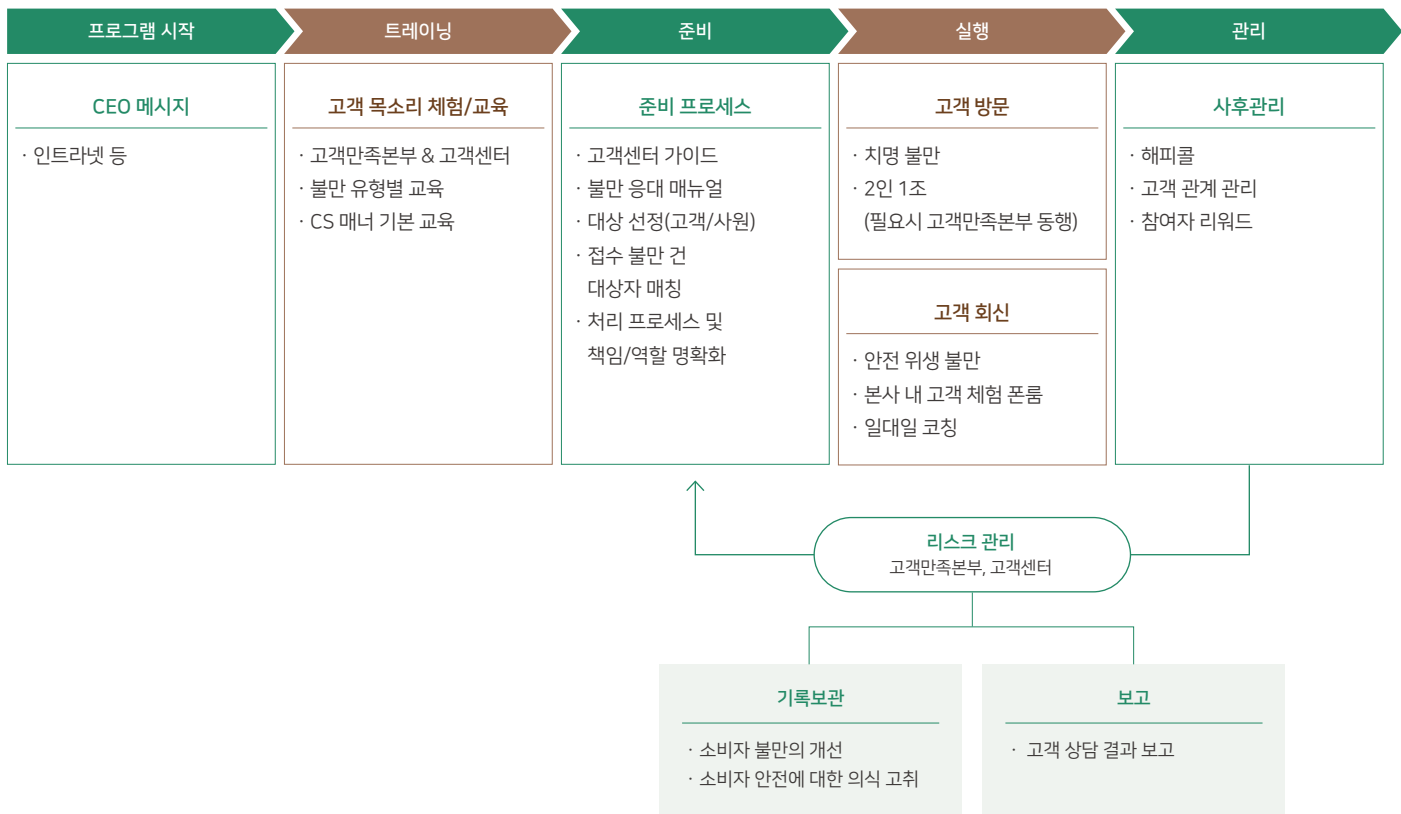 프로그램 시작
트레이닝
준비
실행
관리
CEO 메시지
· 인트라넷 등
고객 목소리 체험/교육
· 고객만족본부 & 고객센터
· 불만 유형별 교육
· CS 매너 기본 교육
준비 프로세스
· 고객센터 가이드
· 불만 응대 매뉴얼
· 대상 선정(고객/사원)
· 접수 불만 건
대상자 매칭
· 처리 프로세스 및
책임/역할 명확화
고객 방문
· 치명 불만
· 2인 1조
(필요시 고객만족본부 동행)
고객 회신
· 안전 위생 불만
· 본사 내 고객 체험 폰룸
· 일대일 코칭
사후관리
· 해피콜
· 고객 관계 관리
· 참여자 리워드
리스크 관리
고객만족본부, 고객센터
기록보관
· 소비자 불만의 개선
· 소비자 안전에 대한 의식 고취
보고
· 고객 상담 결과 보고